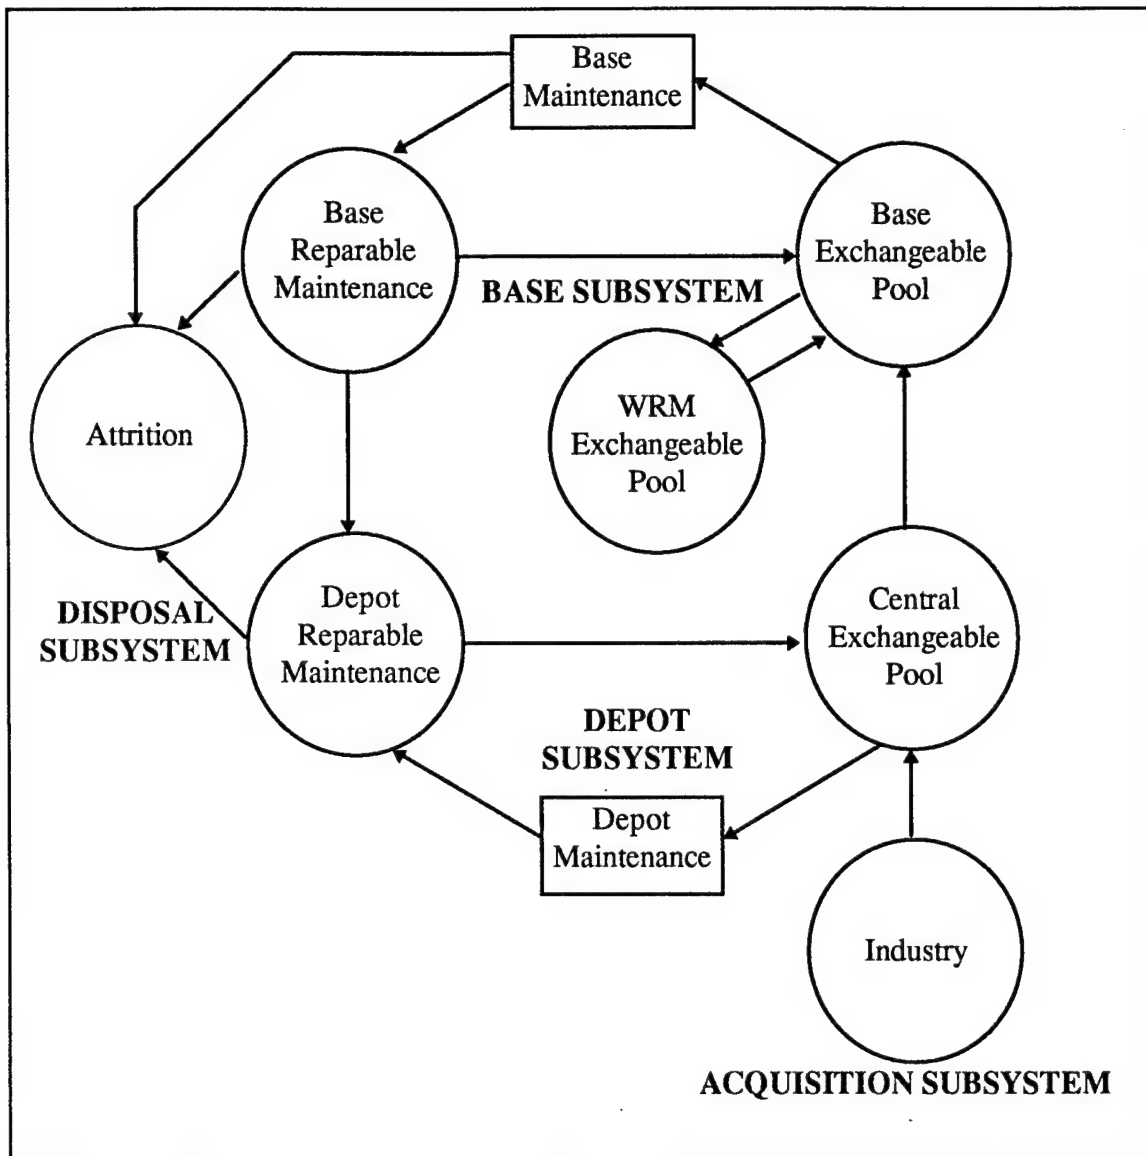 Base
Maintenance
Base
Reparable
Maintenance
Base
Exchangeable
Pool
BASE SUBSYSTEM
Attrition
WRM
Exchangeable
Pool
DISPOSAL
SUBSYSTEM
Depot
Reparable
Maintenance
Central
Exchangeable
Pool
DEPOT
SUBSYSTEM
Depot
Maintenance
Industry
ACQUISITION SUBSYSTEM